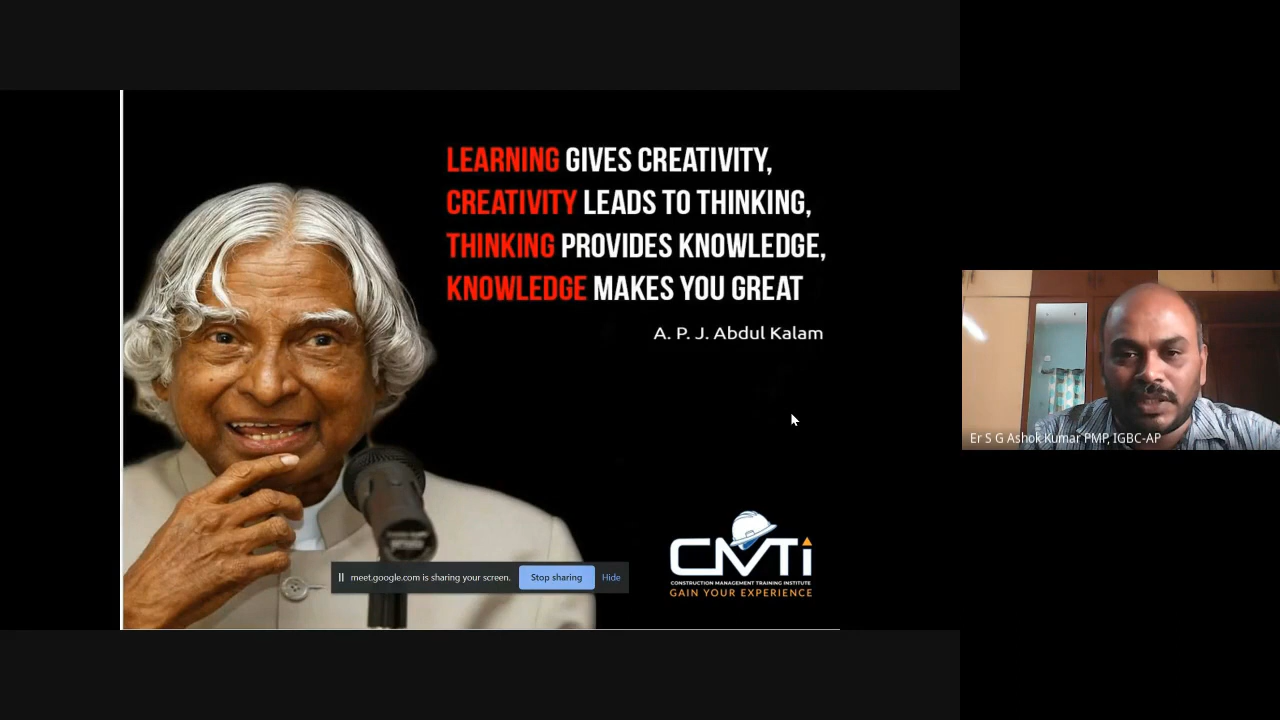 LEARNING GIVES CREATIVITY,
CREATIVITY LEADS TO THINKING,
THINKING PROVIDES KNOWLEDGE,
KNOWLEDGE MAKES YOU GREAT
A. P. J. Abdul Kalam
Er S G Ashok Kumar PMP, IGBC-AP
CMTi
CONSTRUCTION MANAGEMENT TRAINING INSTITUTE
GAIN YOUR EXPERIENCE
meet.google.com is sharing your screen. Stop sharing Hide